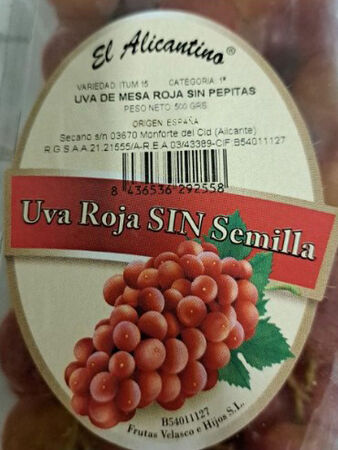 El Alicantino®
VARIEDAD: ITUM 15 CATEGORIA: 1ª
UVA DE MESA ROJA SIN PEPITAS
PESO NETO: 500 GRS
ORIGEN: ESPAÑA
Secano s/n 03670 Monforte del Cid (Alicante)
R.G.S.A.A 21.21555/A-R.E.A 03/43389-CIF:B54011127
8 436536 292558
Uva Roja SIN Semilla
B54011127
Frutas Velasco e Hijos S.L.